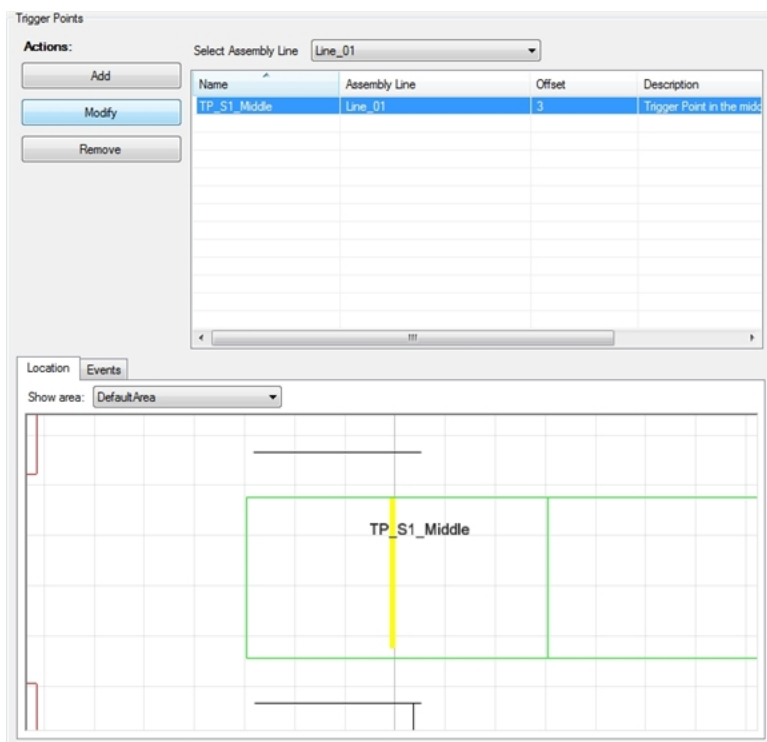 Trigger Points
Actions:
Select Assembly Line Line_01
Add
Modify
Remove
Name Assembly Line Offset Description
TP_S1_Middle Line_01 3 Trigger Point in the midd
Location Events
Show area: DefaultArea
TP_S1_Middle